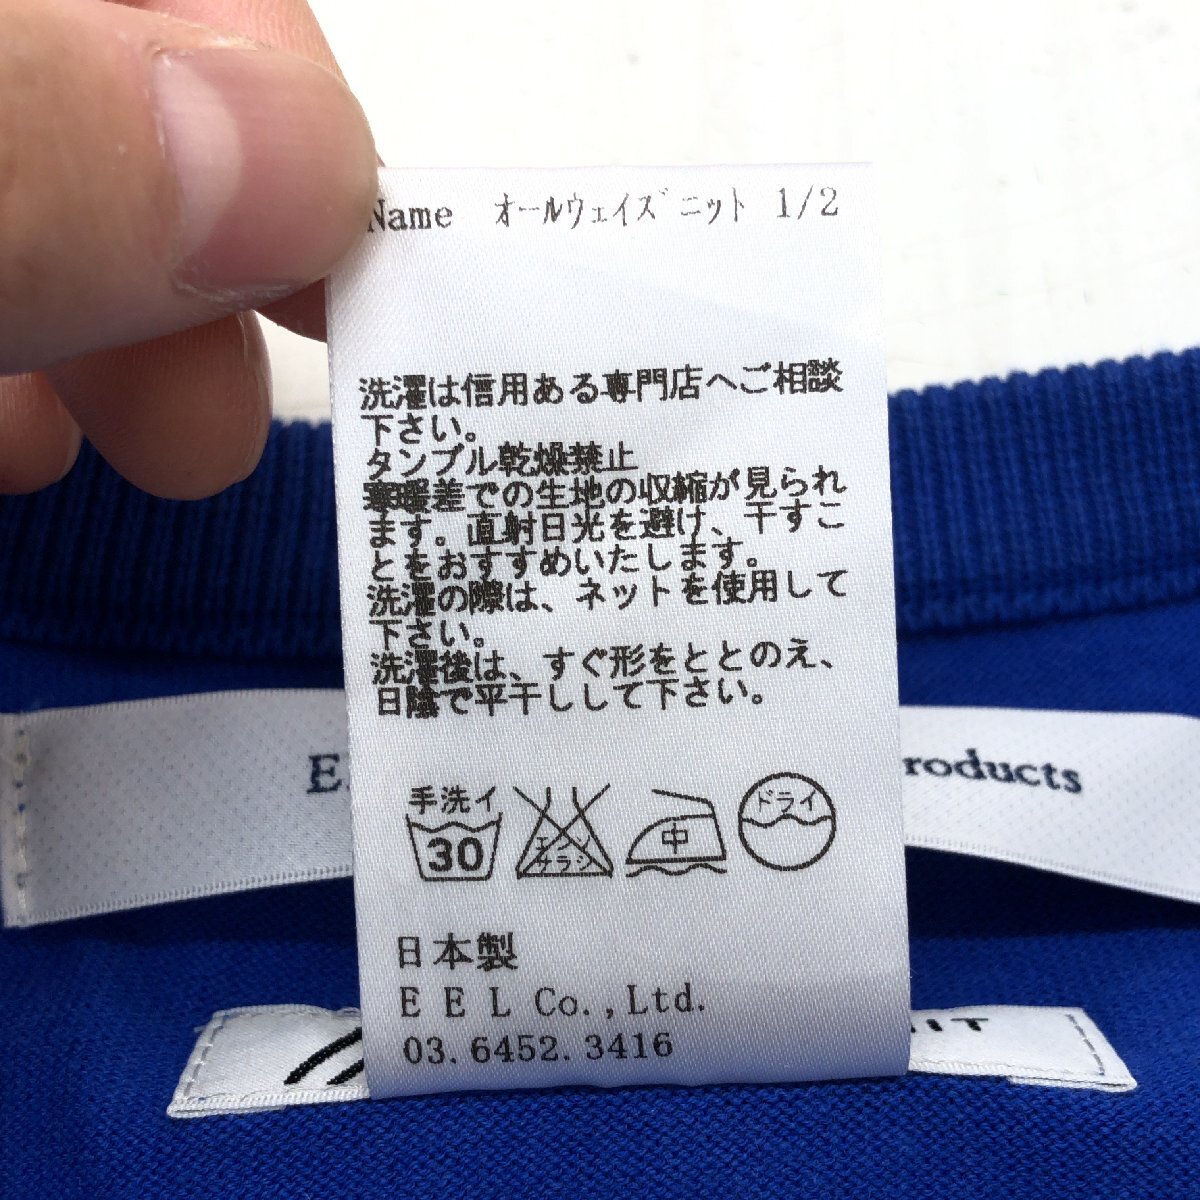 Name オールウェイズニット 1/2
洗濯は信用ある専門店へご相談
下さい。
タンブル乾燥禁止
寒暖差での生地の収縮が見られ
ます。直射日光を避け、干すこ
とをおすすめいたします。
洗濯の際は、ネットを使用して
下さい。
洗濯後は、すぐ形をととのえ、
日陰で平干しして下さい。
手洗イ
30
エンソ
サラシ
中
ドライ
日本製
E E L Co.,Ltd.
03.6452.3416